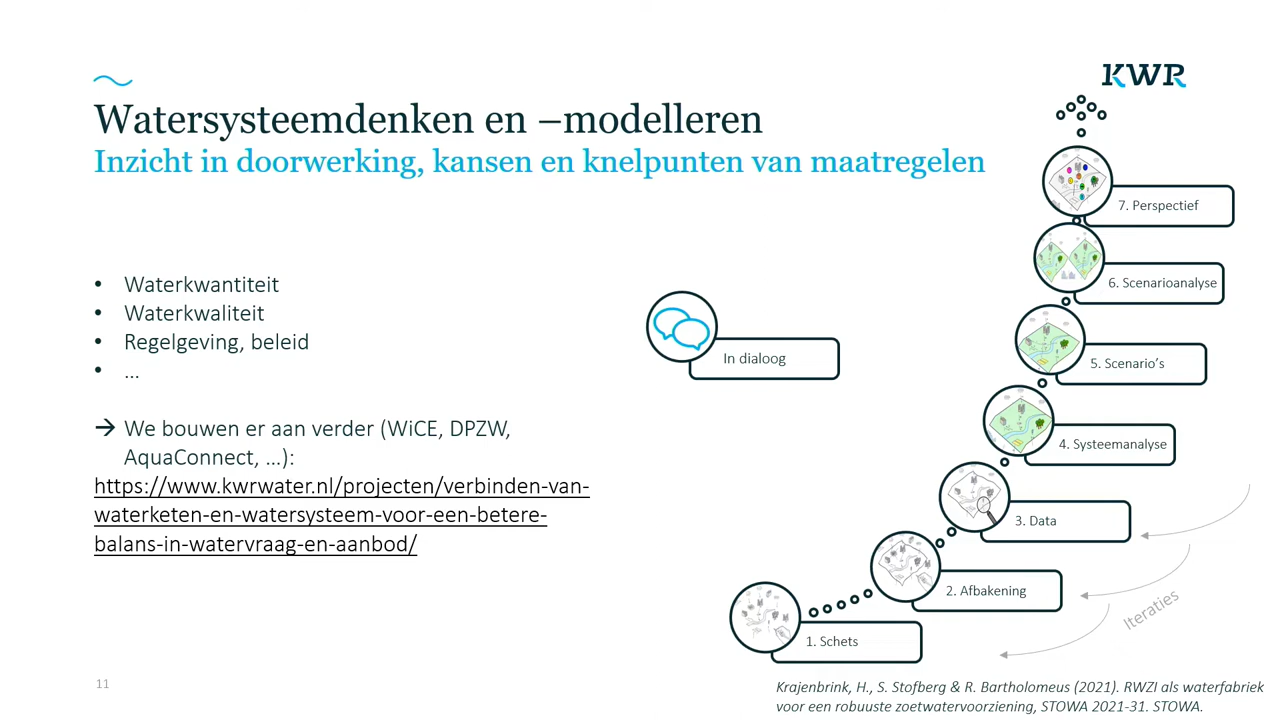 KWR
Watersysteemdenken en –modelleren
Inzicht in doorwerking, kansen en knelpunten van maatregelen
• Waterkwantiteit
• Waterkwaliteit
• Regelgeving, beleid
• ...
→ We bouwen er aan verder (WiCE, DPZW,
AquaConnect, ...):
https://www.kwrwater.nl/projecten/verbinden-van-
waterketen-en-watersysteem-voor-een-betere-
balans-in-watervraag-en-aanbod/
In dialoog
7. Perspectief
6. Scenarioanalyse
5. Scenario's
4. Systeemanalyse
3. Data
2. Afbakening
1. Schets
Iteraties
11
Krajenbrink, H., S. Stofberg & R. Bartholomeus (2021). RWZI als waterfabriek
voor een robuuste zoetwatervoorziening, STOWA 2021-31. STOWA.